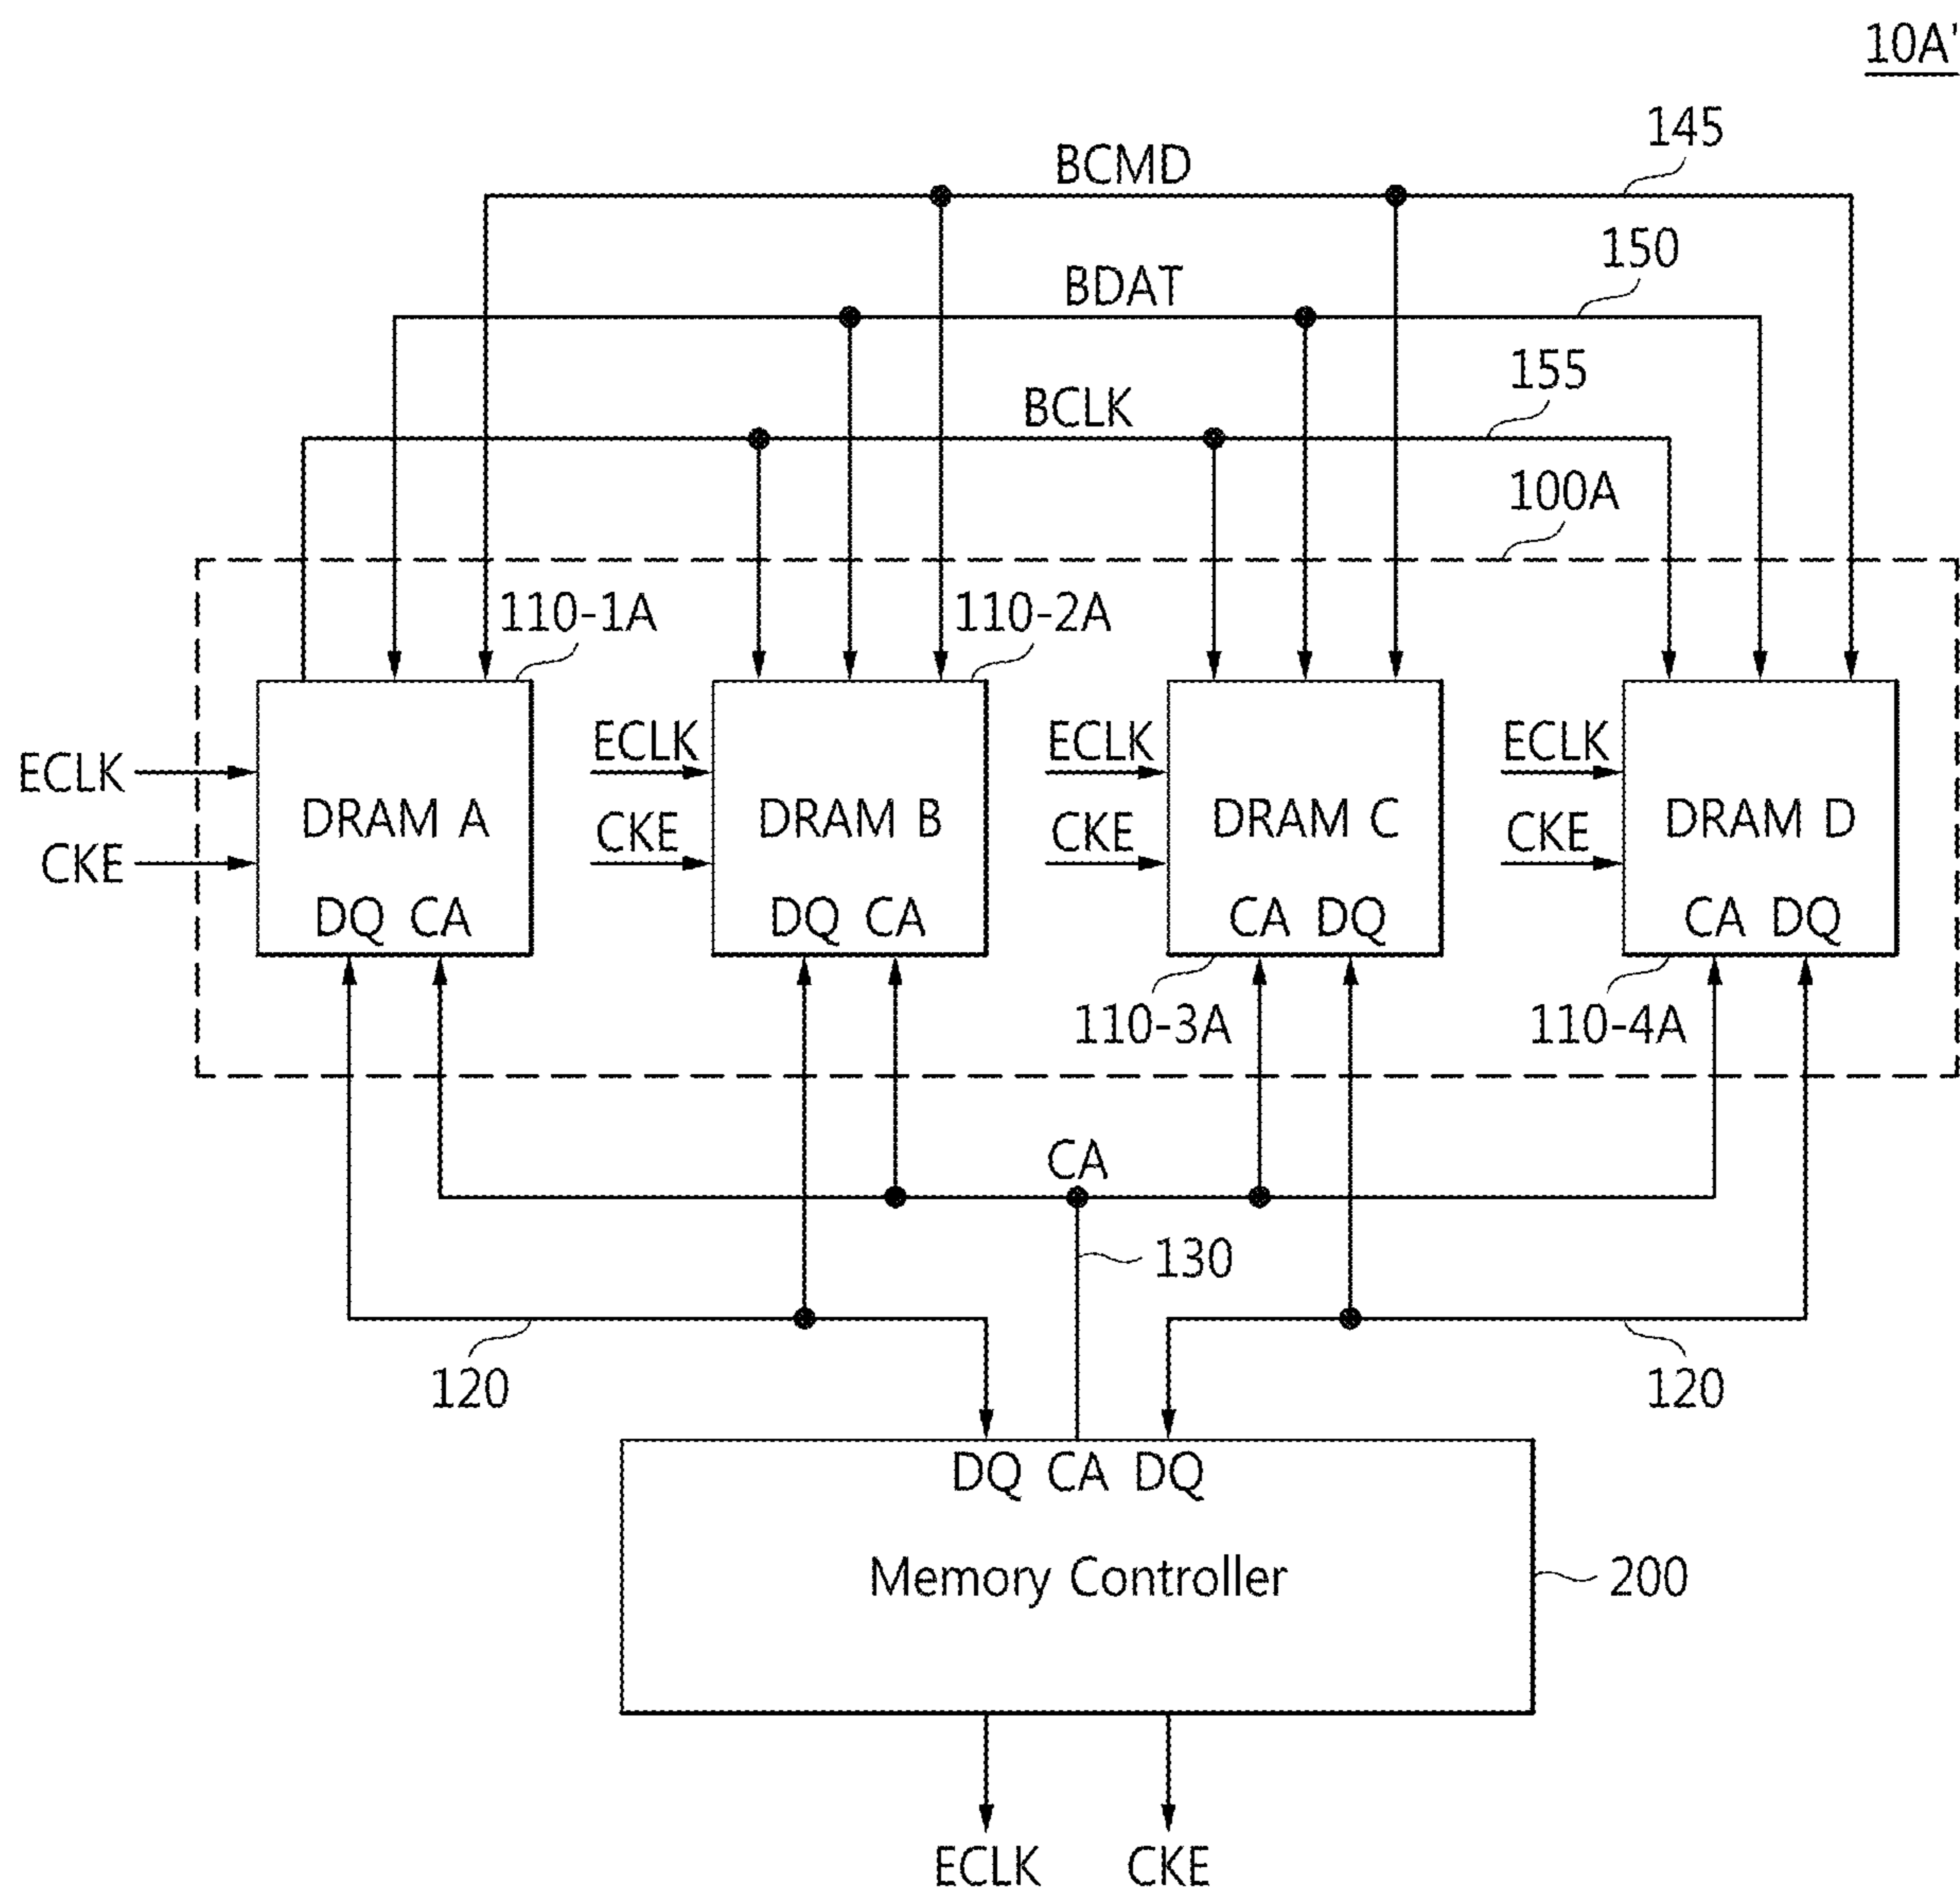 10A'
145
BCMD
150
BDAT
155
BCLK
100A
110-1A 110-2A
ECLK ECLK ECLK ECLK
DRAM A DRAM B DRAM C DRAM D
CKE CKE CKE CKE
DQ CA DQ CA CA DQ CA DQ
110-3A 110-4A
CA
130
120 120
DQ CA DQ
Memory Controller 200
ECLK CKE